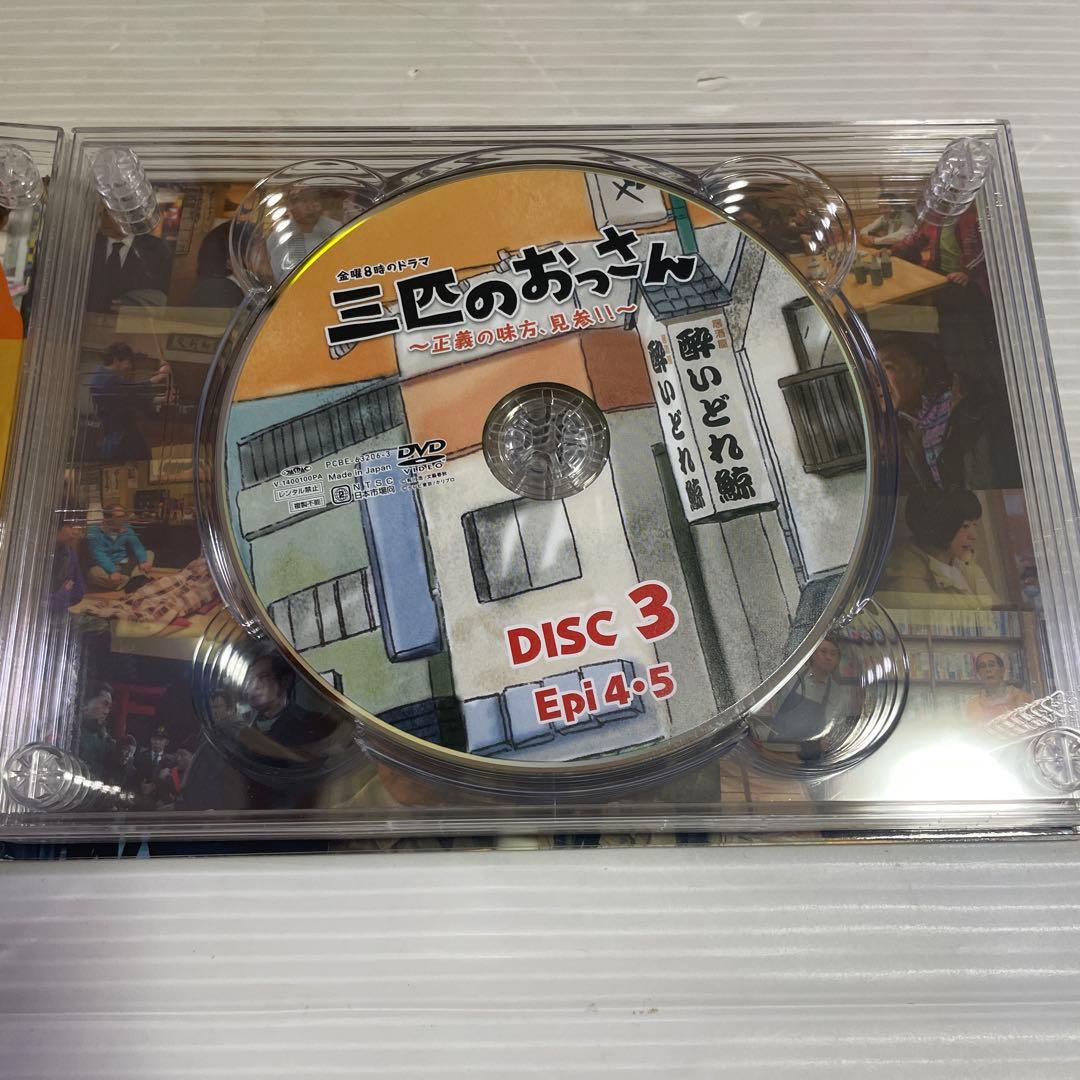 や
金曜8時のドラマ
三匹のおっさん
~正義の味方、見参!!~
居酒屋
酔いどれ鯨
酔いどれ鯨
PCBE.63206-3
V-1400100PA
Made in Japan
DVD
VIDEO
レンタル禁止
複製不能
2
NTSC
日本市場向
DISC 3
Epi 4・5